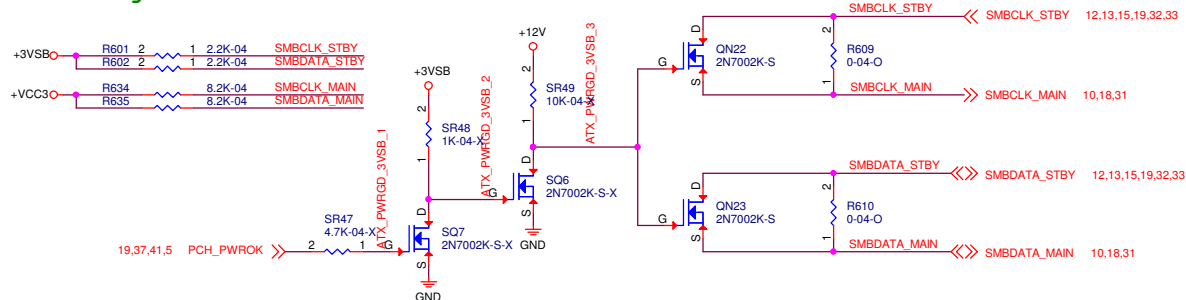 +3VSB
R601 2 1 2.2K-04 SMBCLK_STBY
R602 2 1 2.2K-04 SMBDATA_STBY
+VCC3
R634 8.2K-04 SMBCLK_MAIN
R635 8.2K-04 SMBDATA_MAIN
+3VSB
2
SR48
1K-04-X
1
+12V
2
SR49
10K-04-X
1
ATX_PWRGD_3VSB_1
ATX_PWRGD_3VSB_2
ATX_PWRGD_3VSB_3
19,37,41,5 PCH_PWROK
SR47
4.7K-04-X
2 1
G
D
S
SQ7
2N7002K-S-X
GND
G
D
S
SQ6
2N7002K-S-X
GND
G
D
S
QN22
2N7002K-S
SMBCLK_STBY
SMBCLK_STBY 12,13,15,19,32,33
2
R609
0-04-O
1
SMBCLK_MAIN
SMBCLK_MAIN 10,18,31
G
D
S
QN23
2N7002K-S
SMBDATA_STBY
SMBDATA_STBY 12,13,15,19,32,33
2
R610
0-04-O
1
SMBDATA_MAIN
SMBDATA_MAIN 10,18,31